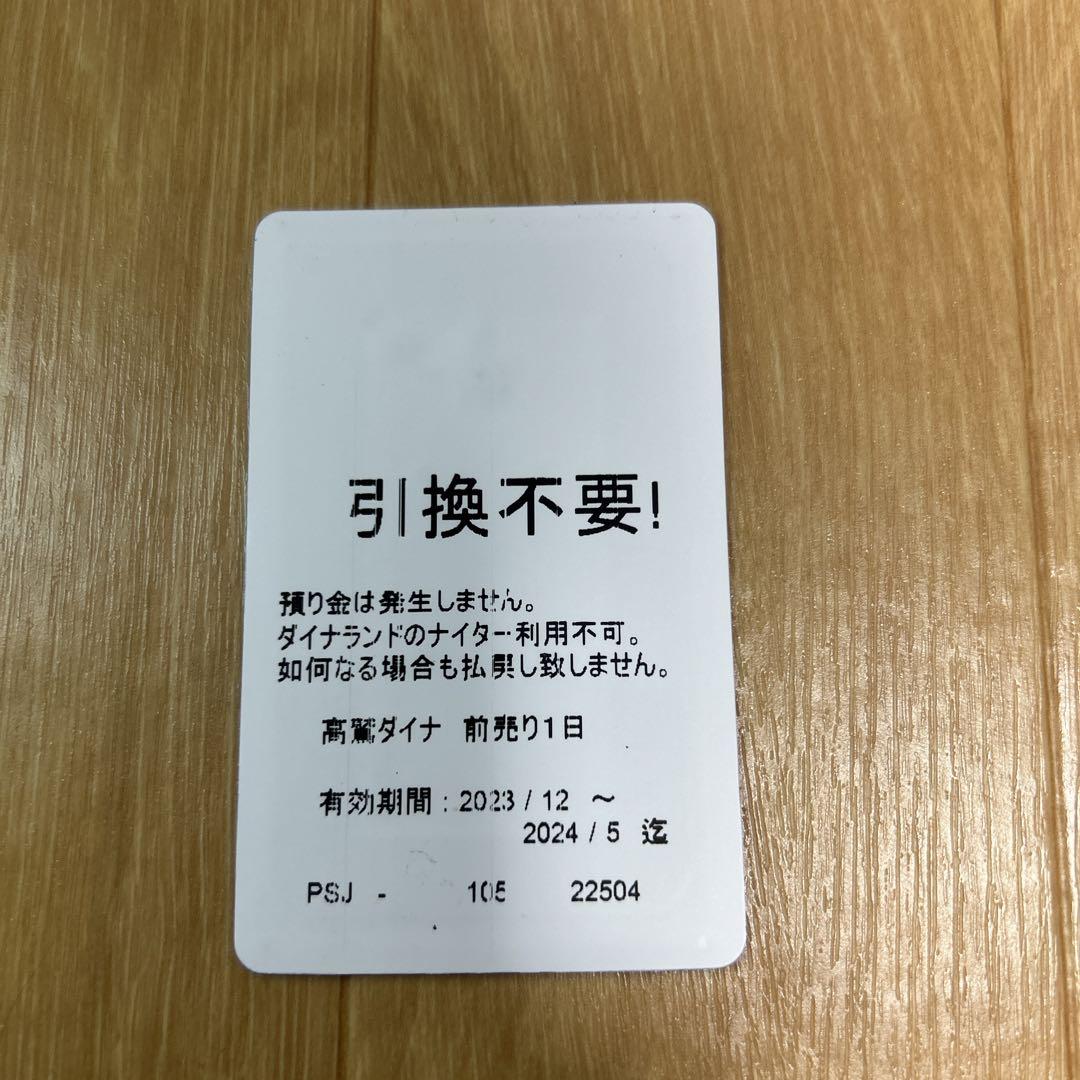 引換不要!
預り金は発生しません。
ダイナランドのナイター利用不可。
如何なる場合も払戻し致しません。
高鷲ダイナ 前売り1日
有効期間 : 2023 / 12 ～
2024 / 5 迄
PSJ - 105 22504